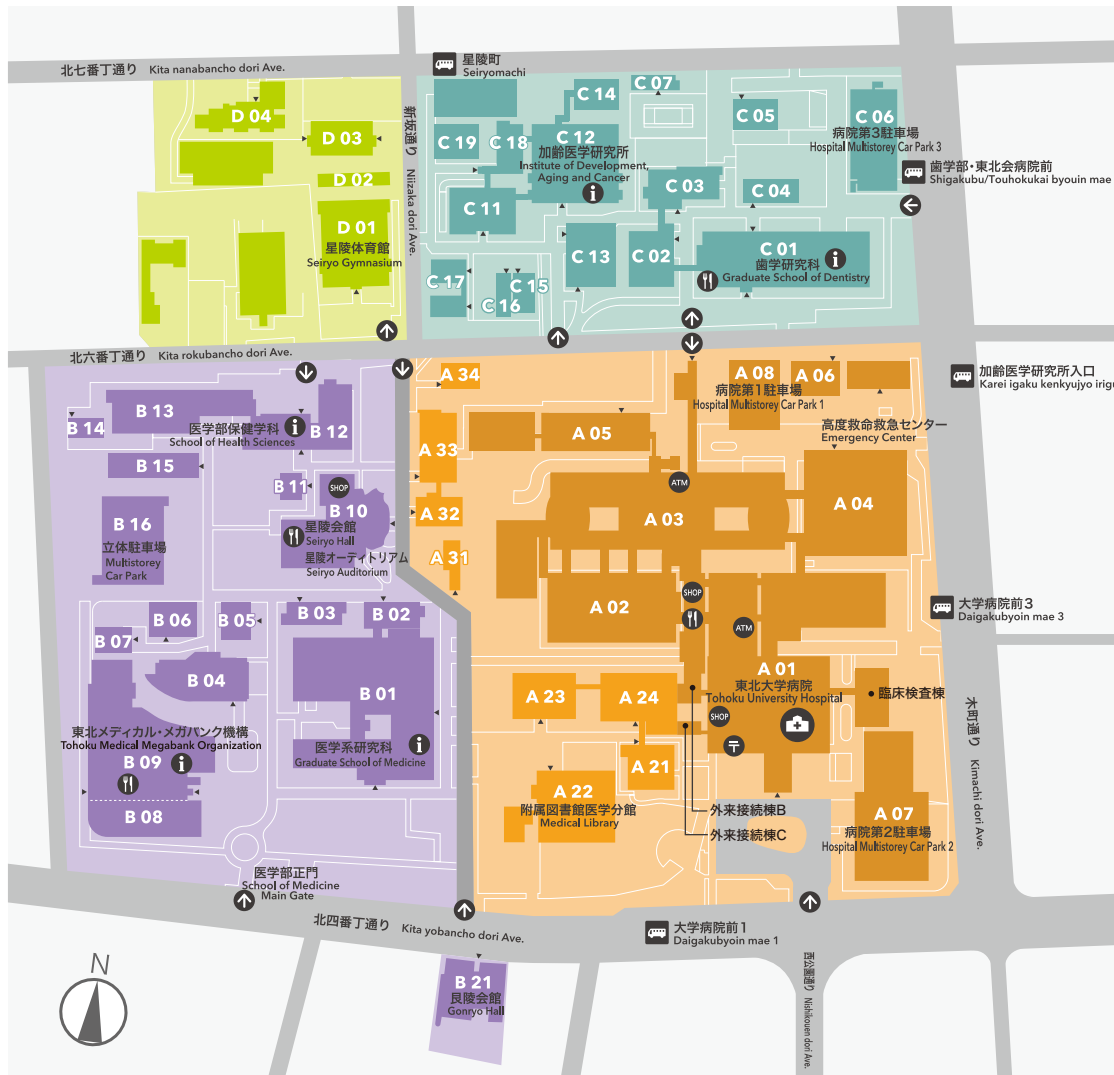 星陵町
Seiryomachi
北七番丁通り Kita nanabancho dori Ave.
新坂通り Niizaka dori Ave.
D 04
D 03
D 02
D 01
星陵体育館
Seiryo Gymnasium
C 07
C 14
C 05
C 06
病院第3駐車場
Hospital Multistorey Car Park 3
C 19
C 18
C 12
加齢医学研究所
Institute of Development,
Aging and Cancer
C 03
C 04
C 11
C 13
C 02
C 01
歯学研究科
Graduate School of Dentistry
C 17
C 16
C 15
歯学部・東北会病院前
Shigakubu/Touhokukai byouin mae
北六番丁通り Kita rokubancho dori Ave.
加齢医学研究所入口
Karei igaku kenkyujyo irigu
B 13
B 14
医学部保健学科
School of Health Sciences
B 12
B 15
B 11
SHOP
B 10
星陵会館
Seiryo Hall
星陵オーディトリアム
Seiryo Auditorium
B 16
立体駐車場
Multistorey
Car Park
B 03
B 02
B 06
B 05
B 07
B 04
B 01
医学系研究科
Graduate School of Medicine
東北メディカル・メガバンク機構
Tohoku Medical Megabank Organization
B 09
B 08
医学部正門
School of Medicine
Main Gate
A 34
A 33
A 32
A 31
A 05
A 08
病院第1駐車場
Hospital Multistorey Car Park 1
A 06
高度救命救急センター
Emergency Center
ATM
A 03
A 04
A 02
SHOP
ATM
A 01
東北大学病院
Tohoku University Hospital
臨床検査棟
A 23
A 24
SHOP
〒
A 21
A 22
附属図書館医学分館
Medical Library
外来接続棟B
外来接続棟C
A 07
病院第2駐車場
Hospital Multistorey Car Park 2
大学病院前3
Daigakubyoin mae 3
木町通り Kimachi dori Ave.
北四番丁通り Kita yobancho dori Ave.
大学病院前1
Daigakubyoin mae 1
西公園通り Nishikouen dori Ave.
B 21
艮陵会館
Gonryo Hall
N